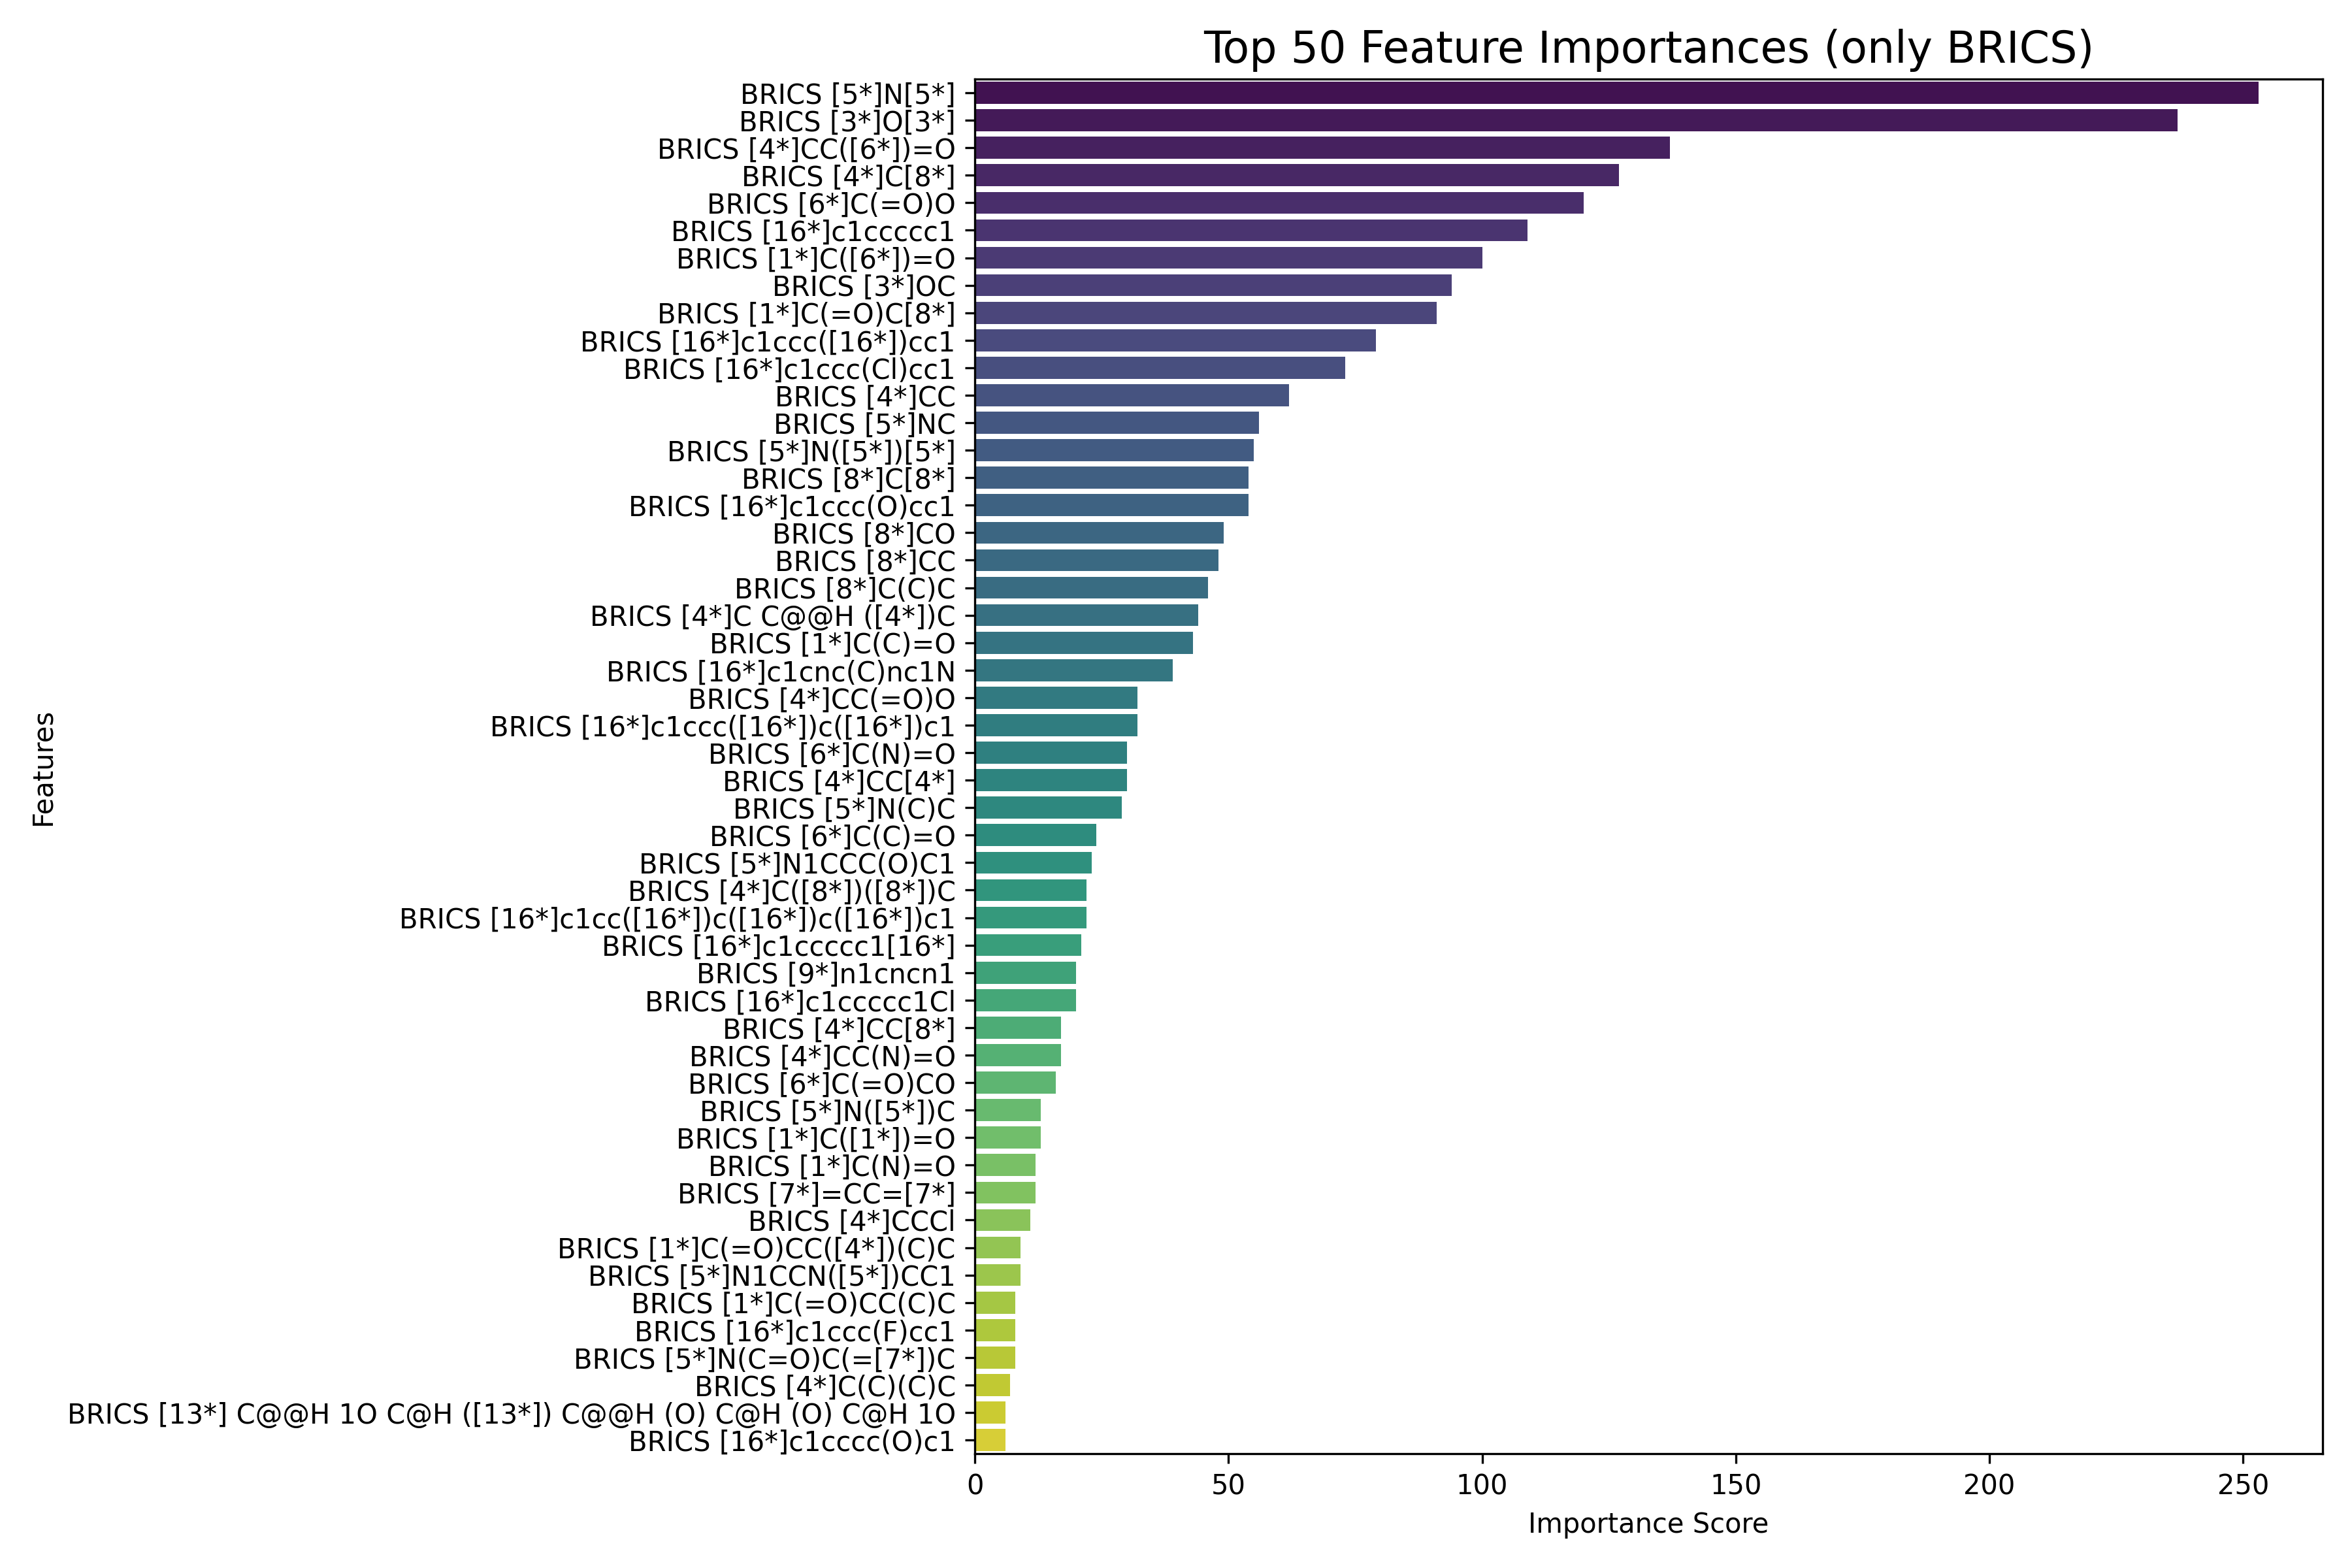 Top 50 Feature Importances (only BRICS)
BRICS [5*]N[5*]
BRICS [3*]O[3*]
BRICS [4*]CC([6*])=O
BRICS [4*]C[8*]
BRICS [6*]C(=O)O
BRICS [16*]c1ccccc1
BRICS [1*]C([6*])=O
BRICS [3*]OC
BRICS [1*]C(=O)C[8*]
BRICS [16*]c1ccc([16*])cc1
BRICS [16*]c1ccc(Cl)cc1
BRICS [4*]CC
BRICS [5*]NC
BRICS [5*]N([5*])[5*]
BRICS [8*]C[8*]
BRICS [16*]c1ccc(O)cc1
BRICS [8*]CO
BRICS [8*]CC
BRICS [8*]C(C)C
BRICS [4*]C C@@H ([4*])C
BRICS [1*]C(C)=O
BRICS [16*]c1cnc(C)nc1N
BRICS [4*]CC(=O)O
BRICS [16*]c1ccc([16*])c([16*])c1
BRICS [6*]C(N)=O
BRICS [4*]CC[4*]
BRICS [5*]N(C)C
BRICS [6*]C(C)=O
BRICS [5*]N1CCC(O)C1
BRICS [4*]C([8*])([8*])C
BRICS [16*]c1cc([16*])c([16*])c([16*])c1
BRICS [16*]c1ccccc1[16*]
BRICS [9*]n1cncn1
BRICS [16*]c1ccccc1Cl
BRICS [4*]CC[8*]
BRICS [4*]CC(N)=O
BRICS [6*]C(=O)CO
BRICS [5*]N([5*])C
BRICS [1*]C([1*])=O
BRICS [1*]C(N)=O
BRICS [7*]=CC=[7*]
BRICS [4*]CCCl
BRICS [1*]C(=O)CC([4*])(C)C
BRICS [5*]N1CCN([5*])CC1
BRICS [1*]C(=O)CC(C)C
BRICS [16*]c1ccc(F)cc1
BRICS [5*]N(C=O)C(=[7*])C
BRICS [4*]C(C)(C)C
BRICS [13*] C@@H 1O C@H ([13*]) C@@H (O) C@H (O) C@H 1O
BRICS [16*]c1cccc(O)c1
Features
0 50 100 150 200 250
Importance Score